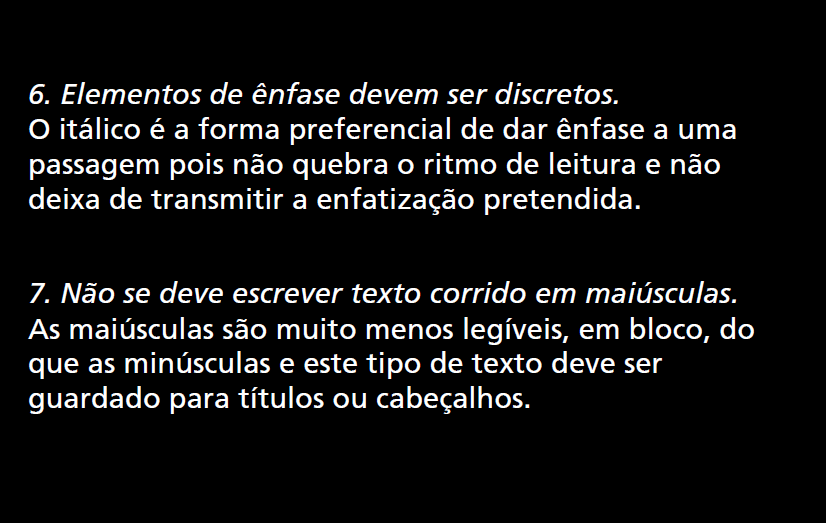 6. Elementos de ênfase devem ser discretos.
O itálico é a forma preferencial de dar ênfase a uma
passagem pois não quebra o ritmo de leitura e não
deixa de transmitir a enfatização pretendida.
7. Não se deve escrever texto corrido em maiúsculas.
As maiúsculas são muito menos legíveis, em bloco, do
que as minúsculas e este tipo de texto deve ser
guardado para títulos ou cabeçalhos.